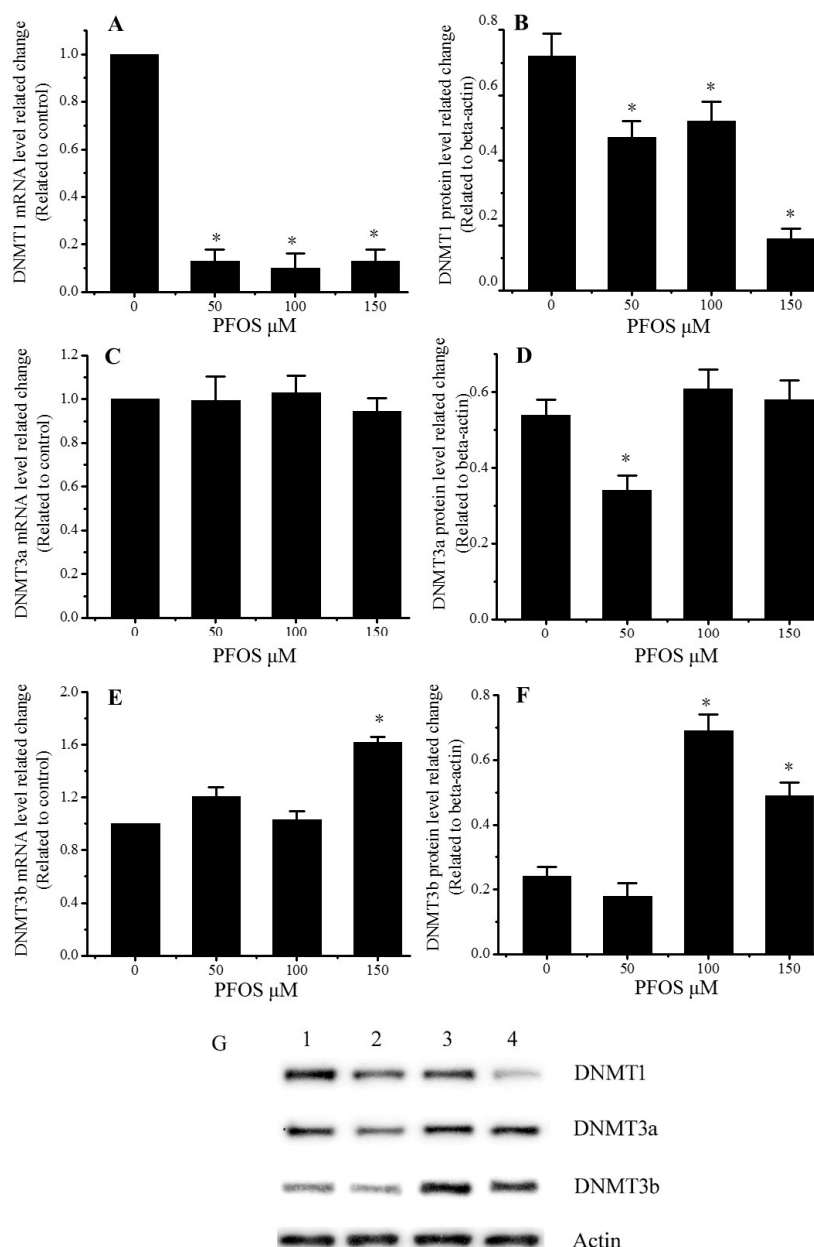 A
DNMT1 mRNA level related change
(Related to control)
1.0
0.8
0.6
0.4
0.2
0.0
*
*
*
0
50
100
150
PFOS μM
B
DNMT1 protein level related change
(Related to beta-actin)
0.8
0.6
0.4
0.2
0.0
*
*
*
0
50
100
150
PFOS μM
C
DNMT3a mRNA level related change
(Related to control)
1.2
1.0
0.8
0.6
0.4
0.2
0.0
0
50
100
150
PFOS μM
D
DNMT3a protein level related change
(Related to beta-actin)
0.6
0.4
0.2
0.0
*
0
50
100
150
PFOS μM
E
DNMT3b mRNA level related change
(Related to control)
2.0
1.6
1.2
0.8
0.4
0.0
*
0
50
100
150
PFOS μM
F
DNMT3b protein level related change
(Related to beta-actin)
0.8
0.6
0.4
0.2
0.0
*
*
0
50
100
150
PFOS μM
G
1 2 3 4
DNMT1
DNMT3a
DNMT3b
Actin